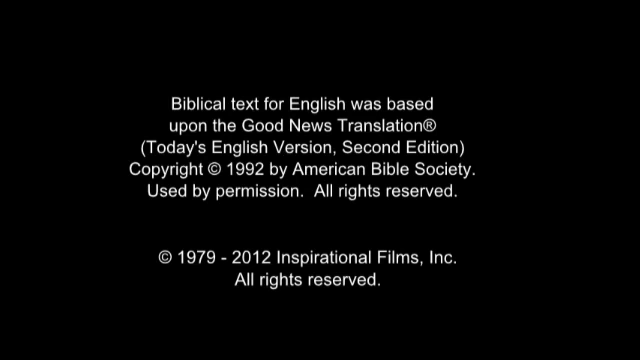 Biblical text for English was based
upon the Good News Translation®
(Today's English Version, Second Edition)
Copyright © 1992 by American Bible Society.
Used by permission.  All rights reserved.
© 1979 - 2012 Inspirational Films, Inc.
All rights reserved.